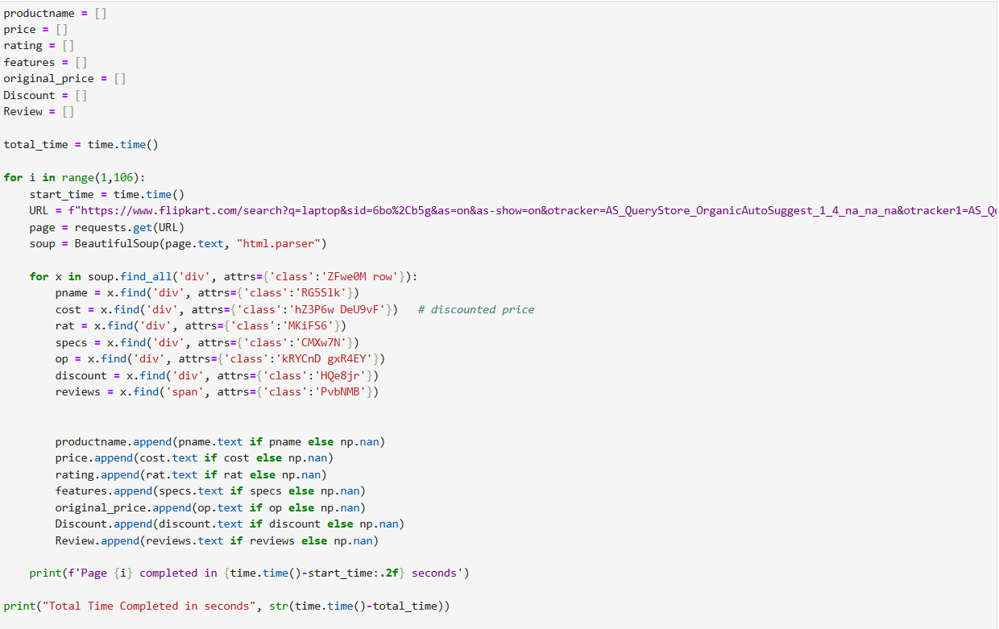 productname = []
price = []
rating = []
features = []
original_price = []
Discount = []
Review = []
total_time = time.time()
for i in range(1,106):
    start_time = time.time()
    URL = f"https://www.flipkart.com/search?q=laptop&sid=6bo%2Cb5g&as=on&as-show=on&otracker=AS_QueryStore_OrganicAutoSuggest_1_4_na_na_na&otracker1=AS_Qu
    page = requests.get(URL)
    soup = BeautifulSoup(page.text, "html.parser")
    for x in soup.find_all('div', attrs={'class':'ZFwe0M row'}):
        pname = x.find('div', attrs={'class':'RG5Slk'})
        cost = x.find('div', attrs={'class':'hZ3P6w DeU9vF'})   # discounted price
        rat = x.find('div', attrs={'class':'MKiFS6'})
        specs = x.find('div', attrs={'class':'CMXw7N'})
        op = x.find('div', attrs={'class':'kRYCnD gxR4EY'})
        discount = x.find('div', attrs={'class':'HQe8jr'})
        reviews = x.find('span', attrs={'class':'PvbNMB'})
        productname.append(pname.text if pname else np.nan)
        price.append(cost.text if cost else np.nan)
        rating.append(rat.text if rat else np.nan)
        features.append(specs.text if specs else np.nan)
        original_price.append(op.text if op else np.nan)
        Discount.append(discount.text if discount else np.nan)
        Review.append(reviews.text if reviews else np.nan)
    print(f'Page {i} completed in {time.time()-start_time:.2f} seconds')
print("Total Time Completed in seconds", str(time.time()-total_time))